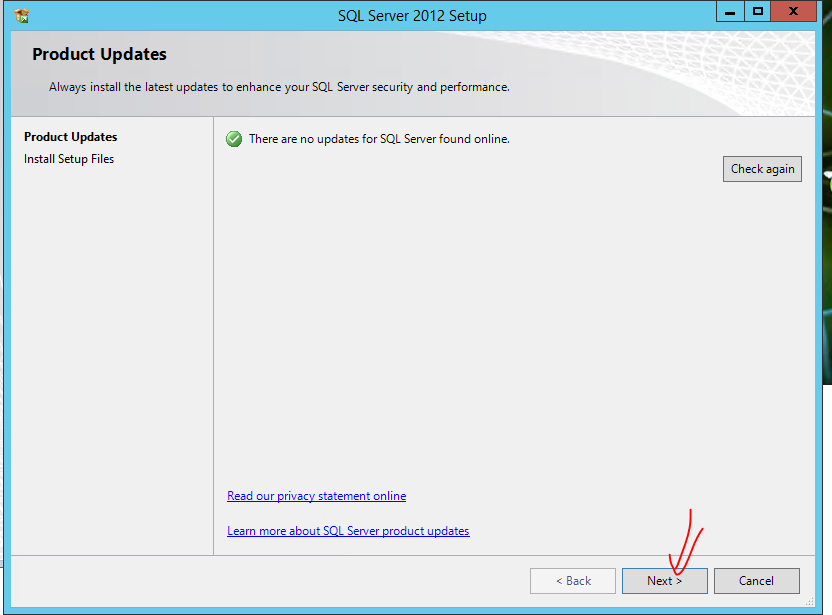 SQL Server 2012 Setup
Product Updates
Always install the latest updates to enhance your SQL Server security and performance.
Product Updates
Install Setup Files
There are no updates for SQL Server found online.
Check again
Read our privacy statement online
Learn more about SQL Server product updates
< Back
Next >
Cancel